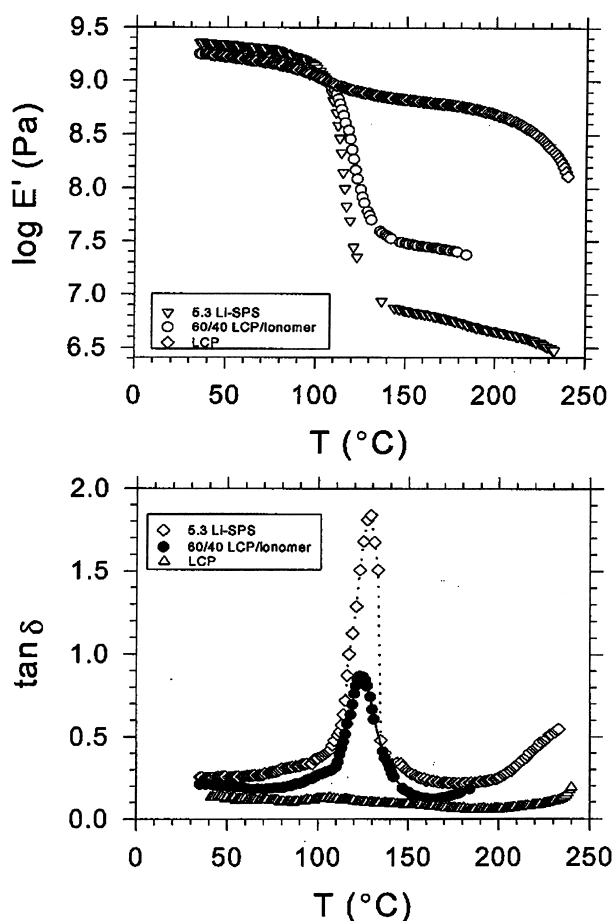 9.5
9.0
8.5
8.0
7.5
7.0
6.5
log E' (Pa)
▽ 5.3 Li-SPS
○ 60/40 LCP/Ionomer
◇ LCP
0 50 100 150 200 250
T (°C)
2.0
1.5
1.0
0.5
0.0
tan δ
◇ 5.3 Li-SPS
● 60/40 LCP/Ionomer
△ LCP
0 50 100 150 200 250
T (°C)